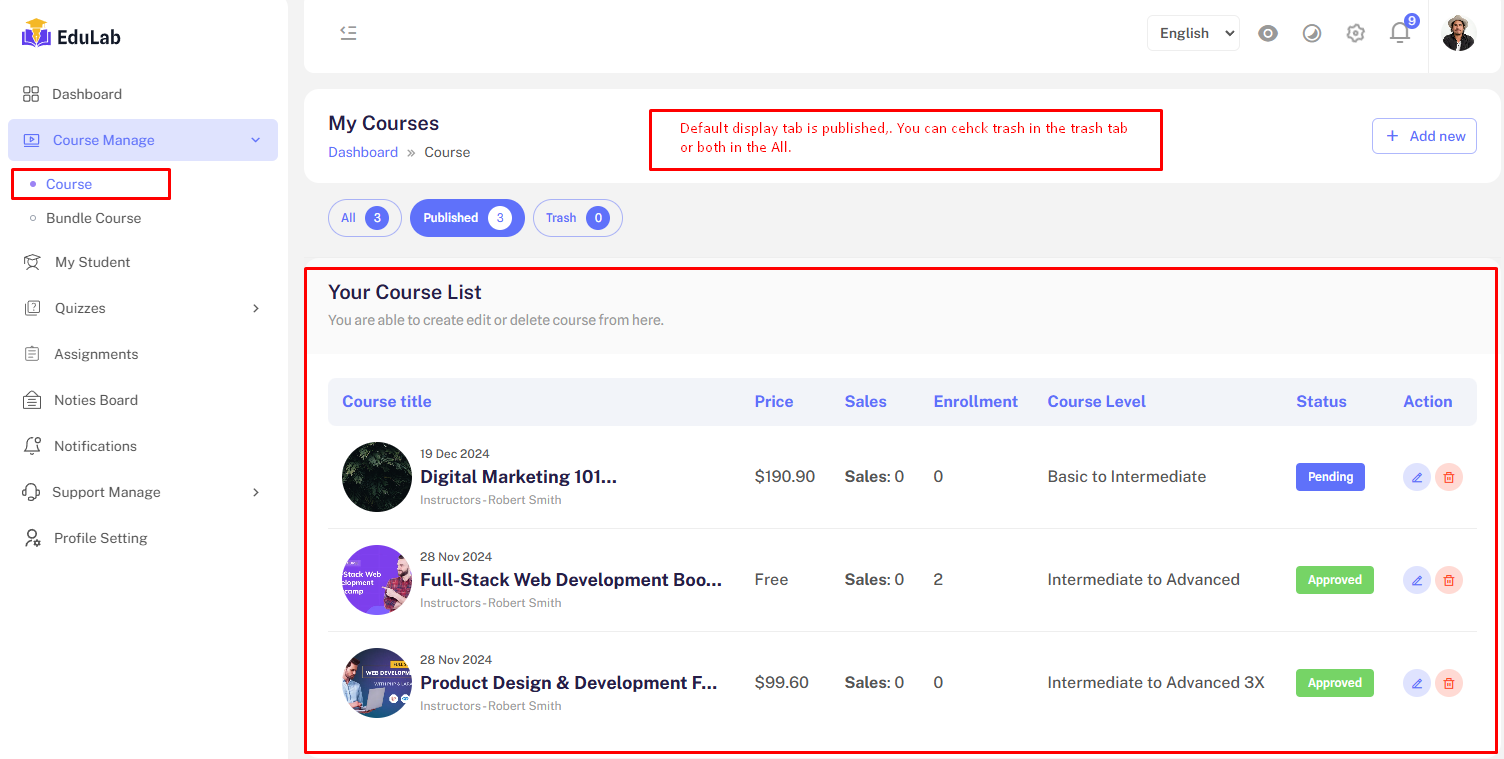 EduLab
English
9
Dashboard
Course Manage
Course
Bundle Course
My Student
Quizzes
Assignments
Noties Board
Notifications
Support Manage
Profile Setting
My Courses
Dashboard » Course
Default display tab is published,. You can cehck trash in the trash tab
or both in the All.
+ Add new
All 3
Published 3
Trash 0
Your Course List
You are able to create edit or delete course from here.
Course title Price Sales Enrollment Course Level Status Action
19 Dec 2024
Digital Marketing 101... $190.90 Sales: 0 0 Basic to Intermediate Pending
Instructors - Robert Smith
28 Nov 2024
Full-Stack Web Development Boo... Free Sales: 0 2 Intermediate to Advanced Approved
Instructors - Robert Smith
28 Nov 2024
Product Design & Development F... $99.60 Sales: 0 0 Intermediate to Advanced 3X Approved
Instructors - Robert Smith